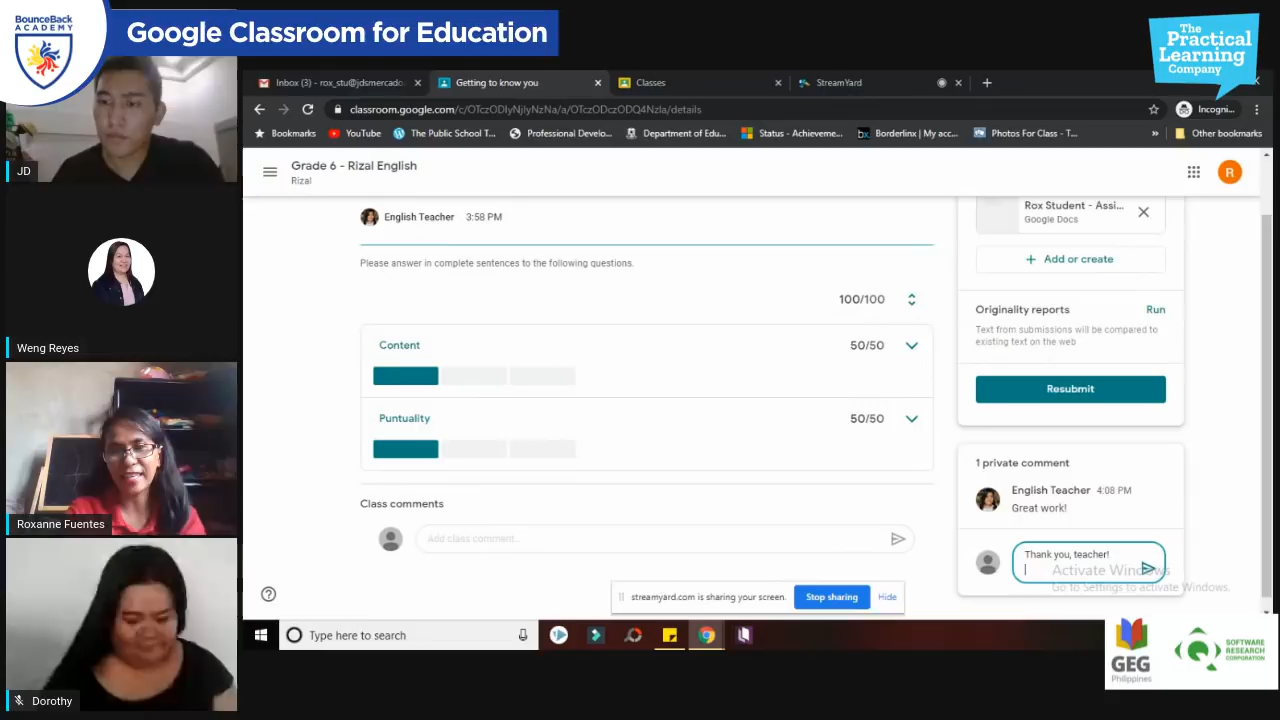 BounceBack
ACADEMY
Google Classroom for Education
The
Practical
Learning
Company
JD
Weng Reyes
Roxanne Fuentes
Dorothy
Inbox (3) - rox_stu@jdsmercado
Getting to know you
Classes
StreamYard
classroom.google.com/c/OTczODIyNjIyNzNa/a/OTczODczODQ4NzIa/details
Incogni...
Bookmarks
YouTube
The Public School T...
Professional Develo...
Department of Edu...
Status - Achieveme...
Borderlinx | My acc...
Photos For Class - T...
Other bookmarks
Grade 6 - Rizal English
Rizal
R
English Teacher 3:58 PM
Please answer in complete sentences to the following questions.
100/100
Content 50/50
Puntuality 50/50
Class comments
Add class comment...
Rox Student - Assi...
Google Docs
+ Add or create
Originality reports Run
Text from submissions will be compared to
existing text on the web
Resubmit
1 private comment
English Teacher 4:08 PM
Great work!
Thank you, teacher!
Activate Windows
Go to Settings to activate Windows.
streamyard.com is sharing your screen.
Stop sharing
Hide
Type here to search
GEG
Philippines
SOFTWARE
RESEARCH
CORPORATION